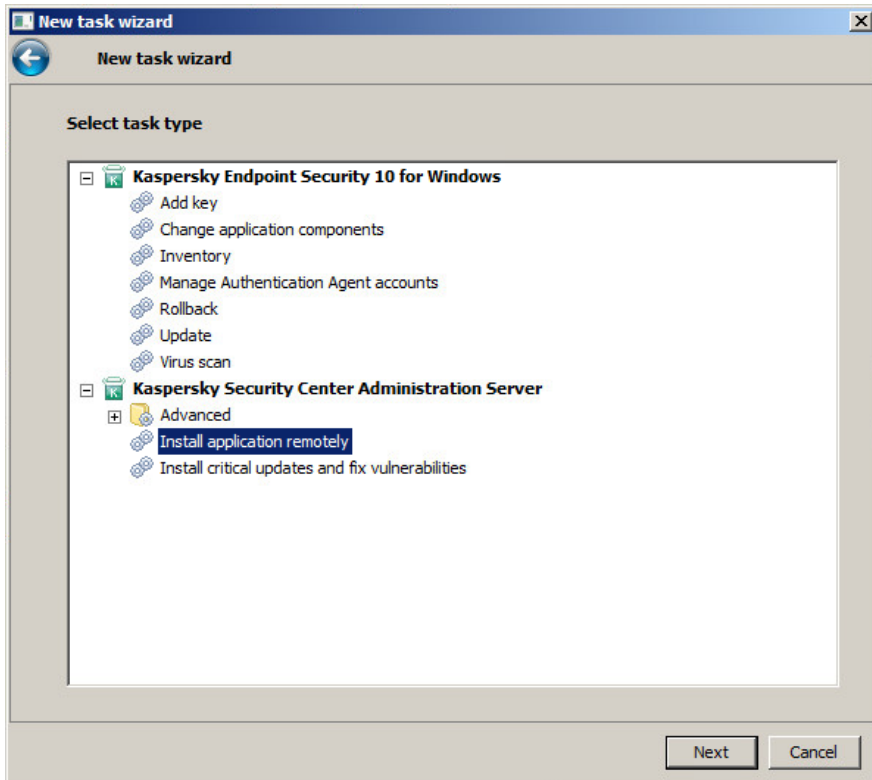 New task wizard
New task wizard
Select task type
Kaspersky Endpoint Security 10 for Windows
Add key
Change application components
Inventory
Manage Authentication Agent accounts
Rollback
Update
Virus scan
Kaspersky Security Center Administration Server
Advanced
Install application remotely
Install critical updates and fix vulnerabilities
Next Cancel